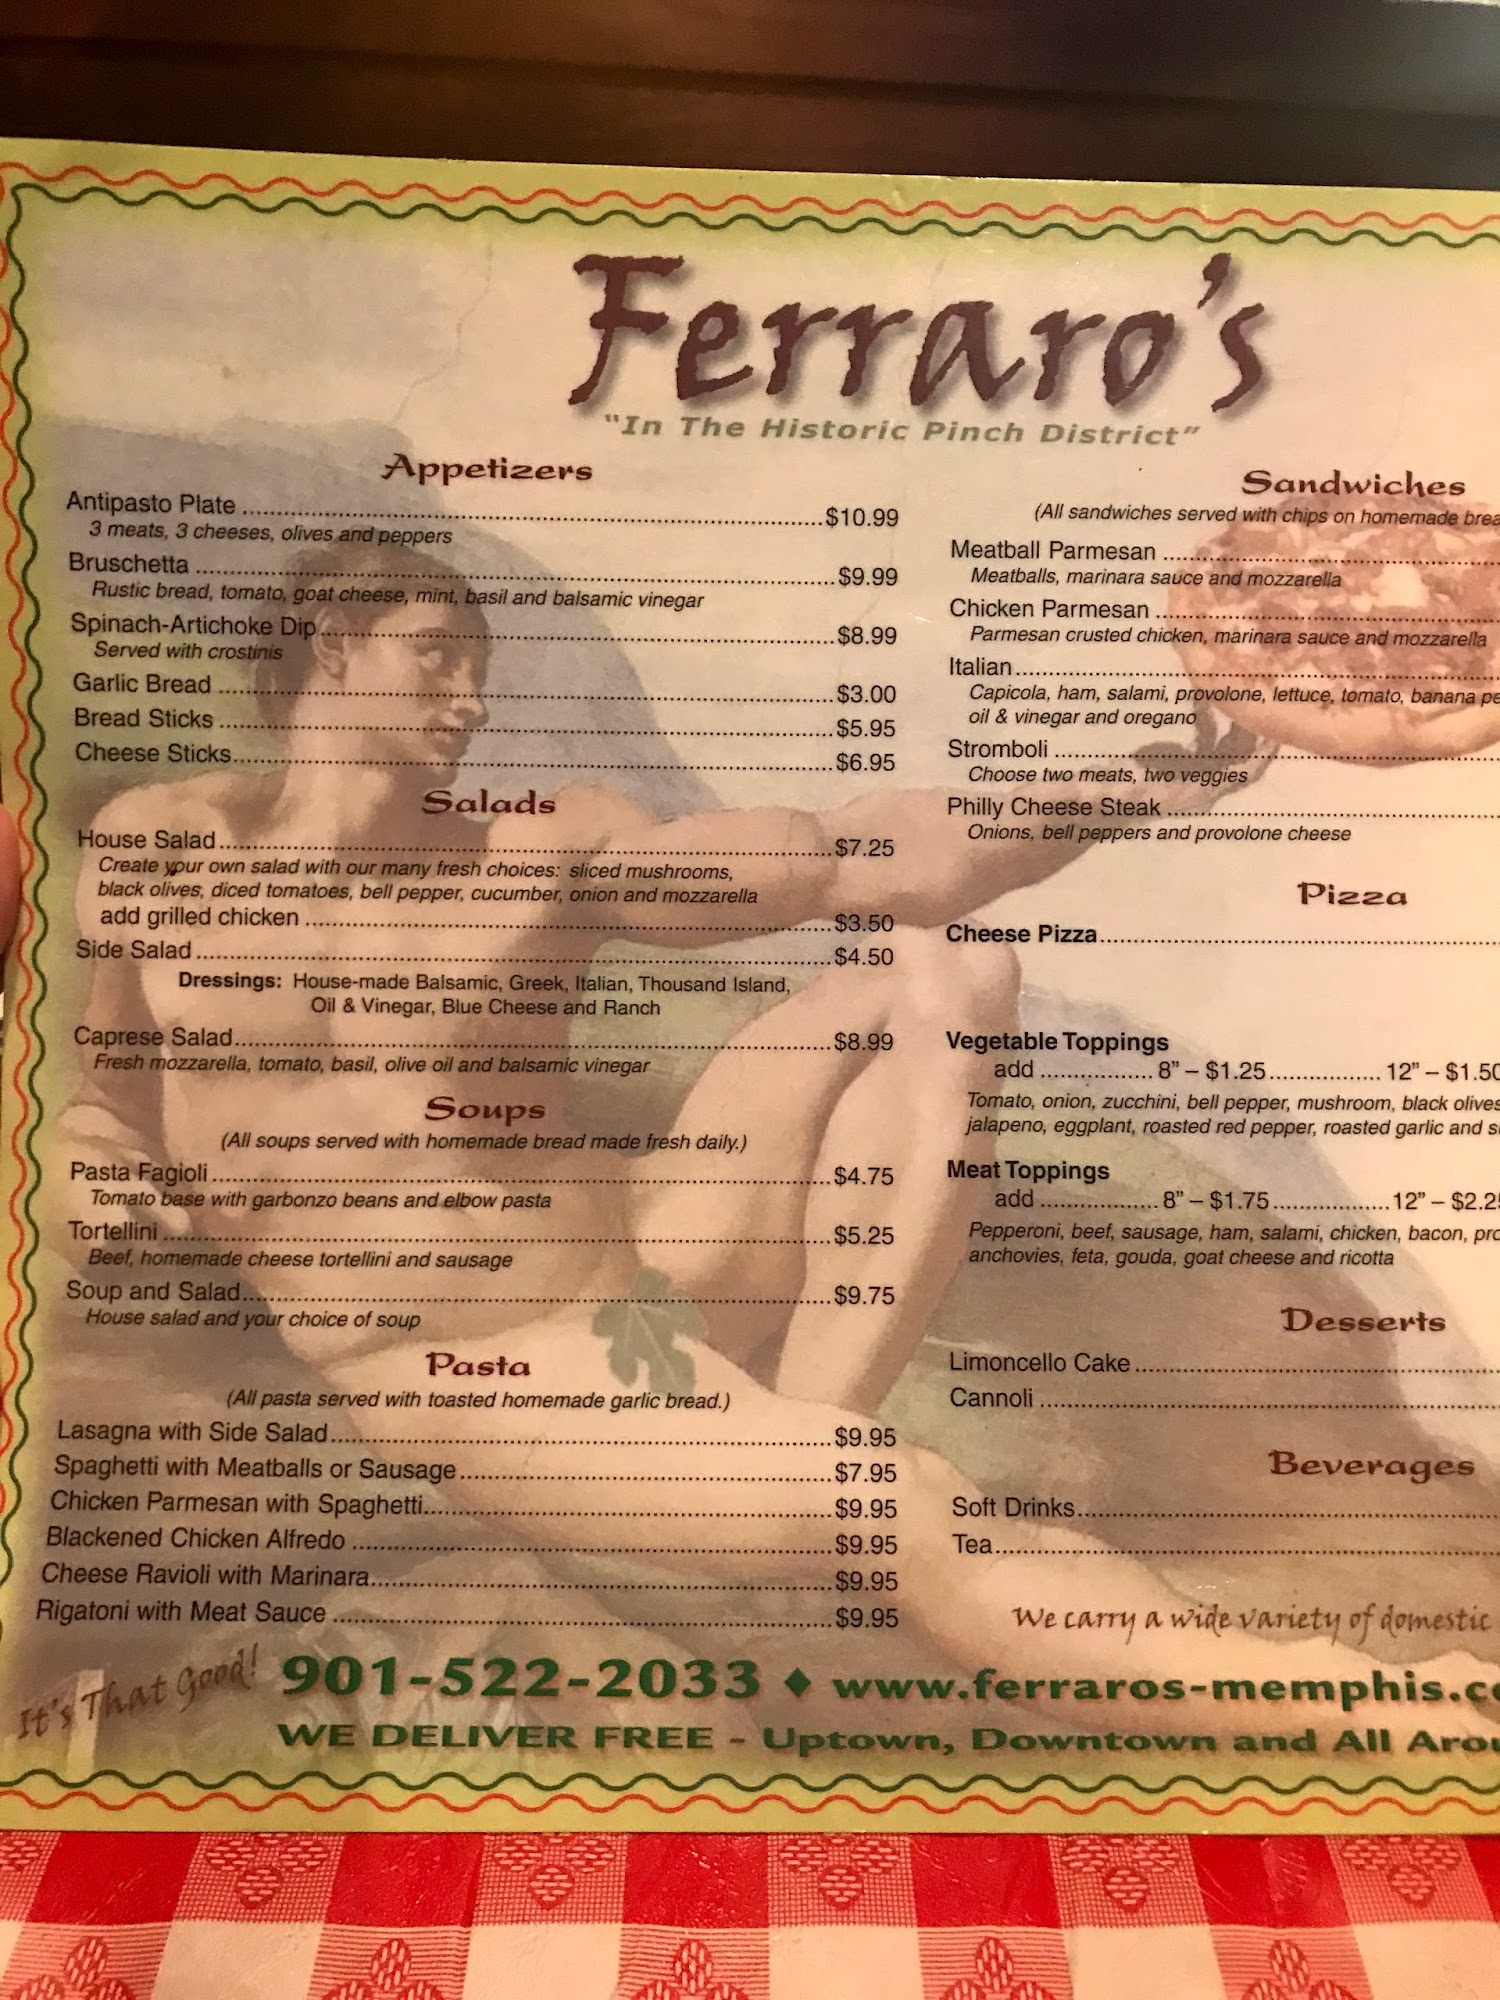 Ferraro's
"In The Historic Pinch District"
Appetizers
Antipasto Plate $10.99
3 meats, 3 cheeses, olives and peppers
Bruschetta $9.99
Rustic bread, tomato, goat cheese, mint, basil and balsamic vinegar
Spinach-Artichoke Dip $8.99
Served with crostinis
Garlic Bread $3.00
Bread Sticks $5.95
Cheese Sticks $6.95
Salads
House Salad $7.25
Create your own salad with our many fresh choices: sliced mushrooms,
black olives, diced tomatoes, bell pepper, cucumber, onion and mozzarella
add grilled chicken $3.50
Side Salad $4.50
Dressings: House-made Balsamic, Greek, Italian, Thousand Island,
Oil & Vinegar, Blue Cheese and Ranch
Caprese Salad $8.99
Fresh mozzarella, tomato, basil, olive oil and balsamic vinegar
Soups
(All soups served with homemade bread made fresh daily.)
Pasta Fagioli $4.75
Tomato base with garbonzo beans and elbow pasta
Tortellini $5.25
Beef, homemade cheese tortellini and sausage
Soup and Salad $9.75
House salad and your choice of soup
Pasta
(All pasta served with toasted homemade garlic bread.)
Lasagna with Side Salad $9.95
Spaghetti with Meatballs or Sausage $7.95
Chicken Parmesan with Spaghetti $9.95
Blackened Chicken Alfredo $9.95
Cheese Ravioli with Marinara $9.95
Rigatoni with Meat Sauce $9.95
Sandwiches
(All sandwiches served with chips on homemade
Meatball Parmesan
Meatballs, marinara sauce and mozzarella
Chicken Parmesan
Parmesan crusted chicken, marinara sauce and mozzarella
Italian
Capicola, ham, salami, provolone, lettuce, tomato, banana
oil & vinegar and oregano
Stromboli
Choose two meats, two veggies
Philly Cheese Steak
Onions, bell peppers and provolone cheese
Pizza
Cheese Pizza
Vegetable Toppings
add 8" – $1.25 12" – $1.50
Tomato, onion, zucchini, bell pepper, mushroom, black olives
jalapeno, eggplant, roasted red pepper, roasted garlic and
Meat Toppings
add 8" – $1.75 12" – $2.25
Pepperoni, beef, sausage, ham, salami, chicken, bacon,
anchovies, feta, gouda, goat cheese and ricotta
Desserts
Limoncello Cake
Cannoli
Beverages
Soft Drinks
Tea
We carry a wide variety of domestic
It's That Good!
901-522-2033 ♦ www.ferraros-memphis.co
WE DELIVER FREE - Uptown, Downtown and All